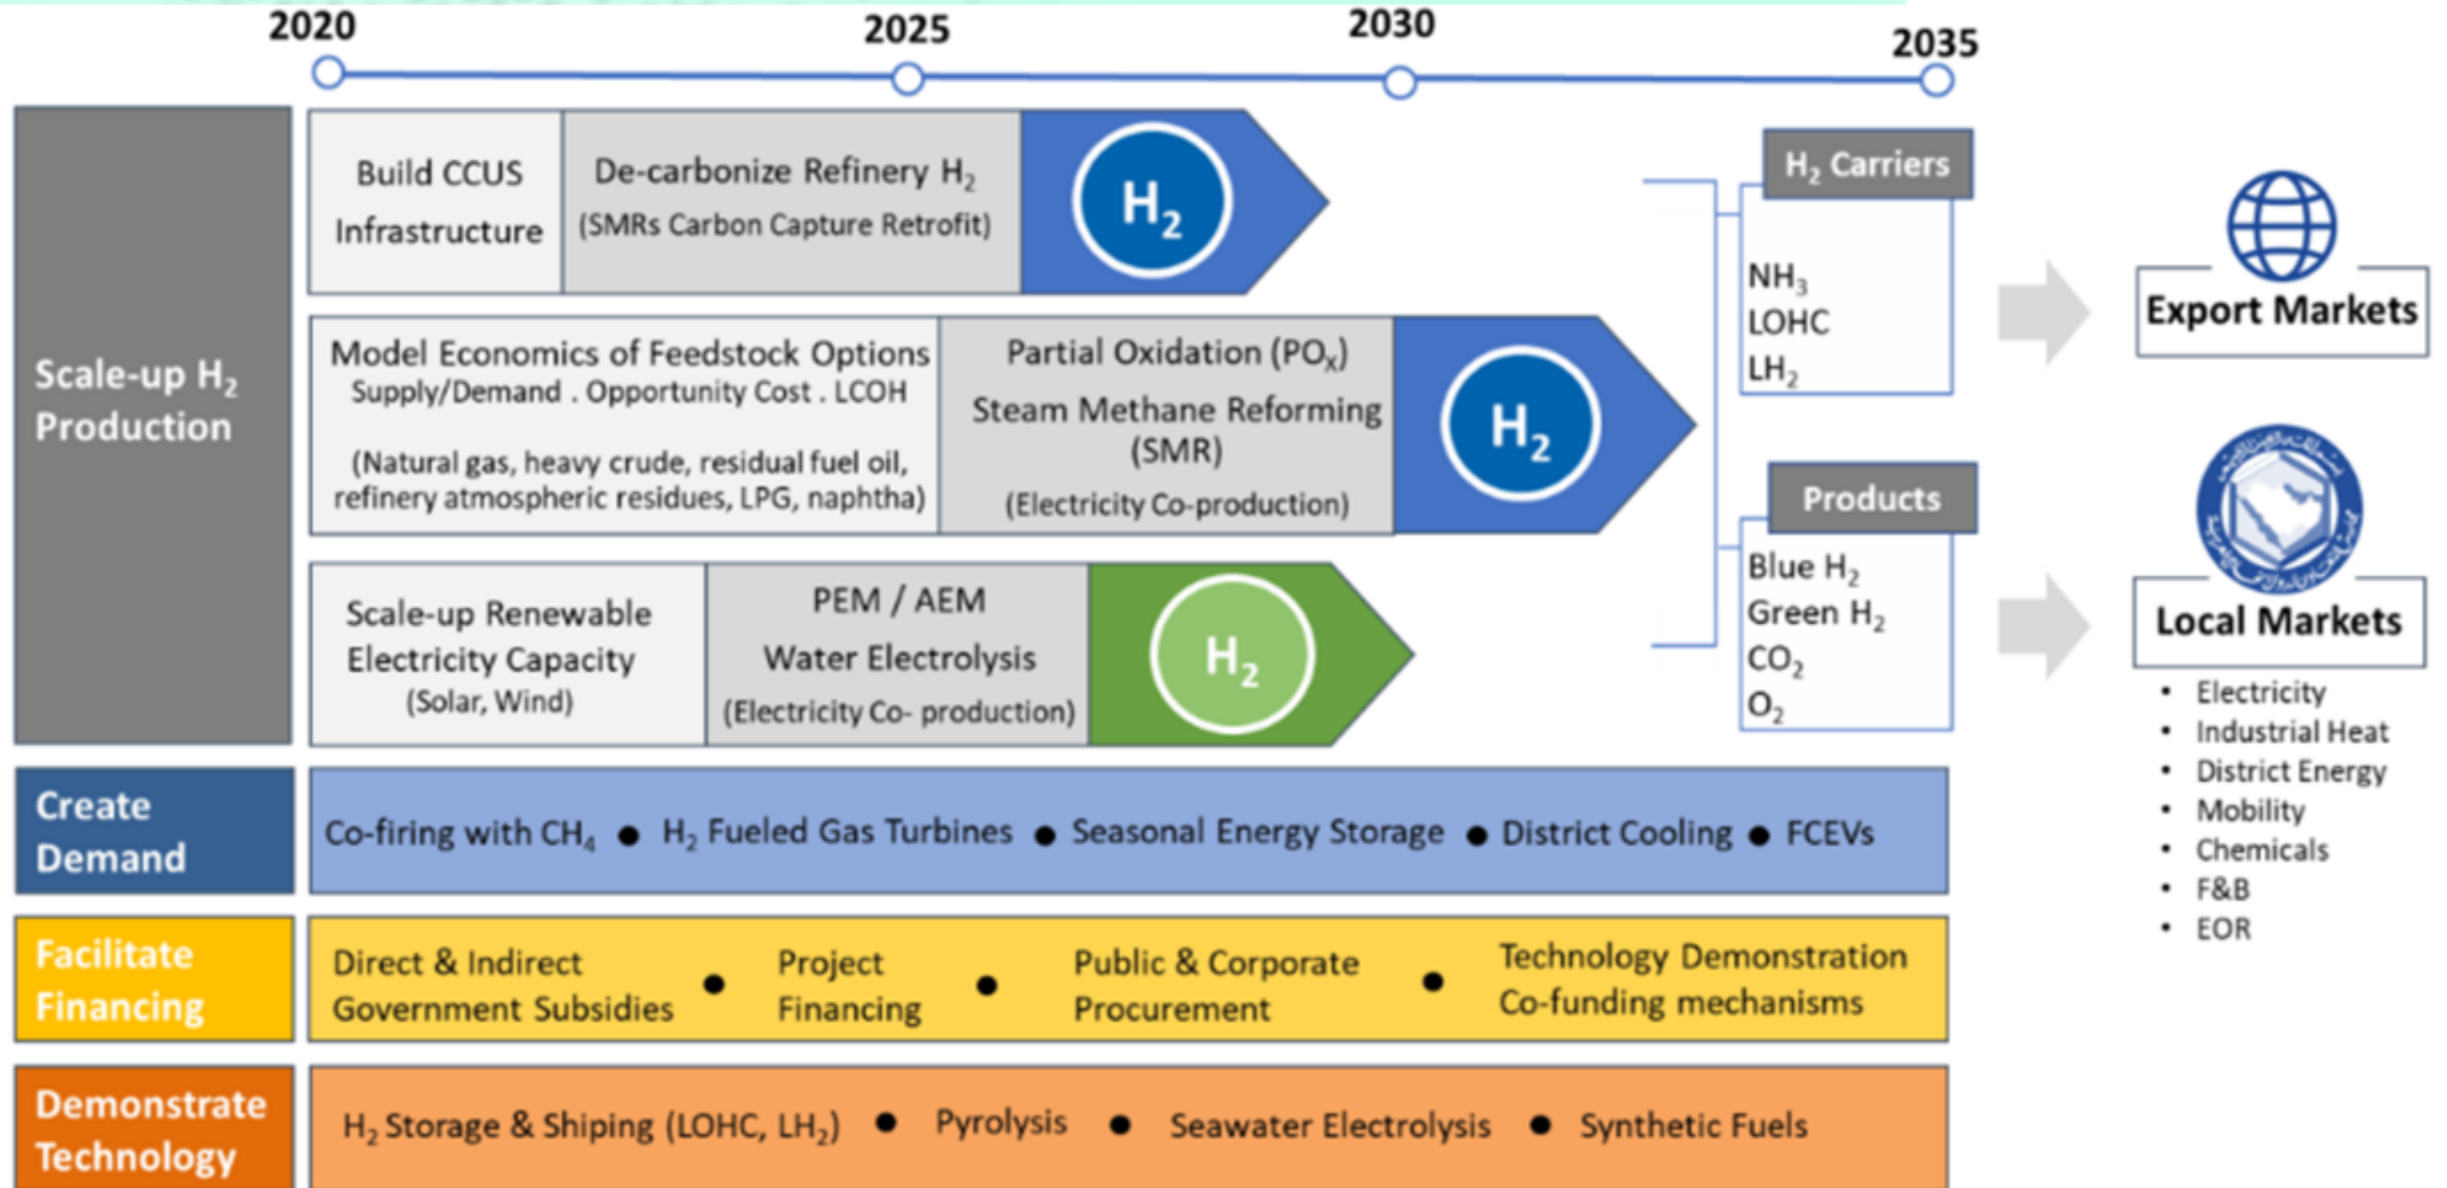 2020
2025
2030
2035
Scale-up H₂
Production
Build CCUS
Infrastructure
De-carbonize Refinery H₂
(SMRs Carbon Capture Retrofit)
H₂
Model Economics of Feedstock Options
Supply/Demand . Opportunity Cost . LCOH
(Natural gas, heavy crude, residual fuel oil,
refinery atmospheric residues, LPG, naphtha)
Partial Oxidation (POₓ)
Steam Methane Reforming
(SMR)
(Electricity Co-production)
H₂
Scale-up Renewable
Electricity Capacity
(Solar, Wind)
PEM / AEM
Water Electrolysis
(Electricity Co- production)
H₂
H₂ Carriers
NH₃
LOHC
LH₂
Products
Blue H₂
Green H₂
CO₂
O₂
Export Markets
Local Markets
• Electricity
• Industrial Heat
• District Energy
• Mobility
• Chemicals
• F&B
• EOR
Create
Demand
Co-firing with CH₄ ● H₂ Fueled Gas Turbines ● Seasonal Energy Storage ● District Cooling ● FCEVs
Facilitate
Financing
Direct & Indirect
Government Subsidies
●
Project
Financing
●
Public & Corporate
Procurement
●
Technology Demonstration
Co-funding mechanisms
Demonstrate
Technology
H₂ Storage & Shiping (LOHC, LH₂) ● Pyrolysis ● Seawater Electrolysis ● Synthetic Fuels